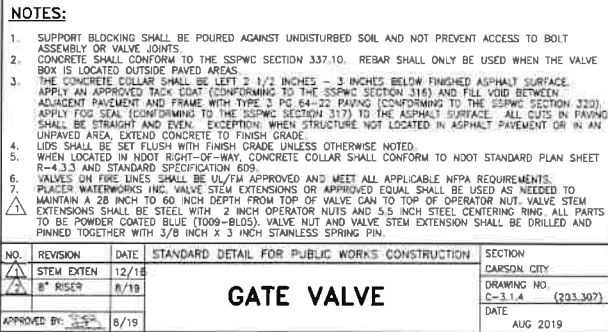 NOTES:
1. SUPPORT BLOCKING SHALL BE POURED AGAINST UNDISTURBED SOIL AND NOT PREVENT ACCESS TO BOLT
ASSEMBLY OR VALVE JOINTS.
2. CONCRETE SHALL CONFORM TO THE SSPWC SECTION 337.10. REBAR SHALL ONLY BE USED WHEN THE VALVE
BOX IS LOCATED OUTSIDE PAVED AREAS.
3. THE CONCRETE COLLAR SHALL BE LEFT 2 1/2 INCHES - 3 INCHES BELOW FINISHED ASPHALT SURFACE.
APPLY AN APPROVED TACK COAT (CONFORMING TO THE SSPWC SECTION 316) AND FILL VOID BETWEEN
ADJACENT PAVEMENT AND FRAME WITH TYPE 3 PG 64-22 PAVING (CONFORMING TO THE SSPWC SECTION 320).
APPLY FOG SEAL (CONFORMING TO THE SSPWC SECTION 317) TO THE ASPHALT SURFACE. ALL CUTS IN PAVING
SHALL BE STRAIGHT AND EVEN. EXCEPTION: WHEN STRUCTURE NOT LOCATED IN ASPHALT PAVEMENT OR IN AN
UNPAVED AREA, EXTEND CONCRETE TO FINISH GRADE.
4. LIDS SHALL BE SET FLUSH WITH FINISH GRADE UNLESS OTHERWISE NOTED.
5. WHEN LOCATED IN NDOT RIGHT-OF-WAY, CONCRETE COLLAR SHALL CONFORM TO NDOT STANDARD PLAN SHEET
R-4.3.3 AND STANDARD SPECIFICATION 609.
6. VALVES ON FIRE LINES SHALL BE UL/FM APPROVED AND MEET ALL APPLICABLE NFPA REQUIREMENTS.
7. PLACER WATERWORKS INC. VALVE STEM EXTENSIONS OR APPROVED EQUAL SHALL BE USED AS NEEDED TO
1 MAINTAIN A 28 INCH TO 60 INCH DEPTH FROM TOP OF VALVE CAN TO TOP OF OPERATOR NUT. VALVE STEM
EXTENSIONS SHALL BE STEEL WITH 2 INCH OPERATOR NUTS AND 5.5 INCH STEEL CENTERING RING. ALL PARTS
TO BE POWDER COATED BLUE (T009-BL05). VALVE NUT AND VALVE STEM EXTENSION SHALL BE DRILLED AND
PINNED TOGETHER WITH 3/8 INCH X 3 INCH STAINLESS SPRING PIN.
NO. REVISION DATE STANDARD DETAIL FOR PUBLIC WORKS CONSTRUCTION SECTION
1 STEM EXTEN 12/16 CARSON CITY
2 8" RISER 8/19 DRAWING NO.
GATE VALVE C-3.1.4 (203,307)
DATE
APPROVED BY: 8/19 AUG 2019